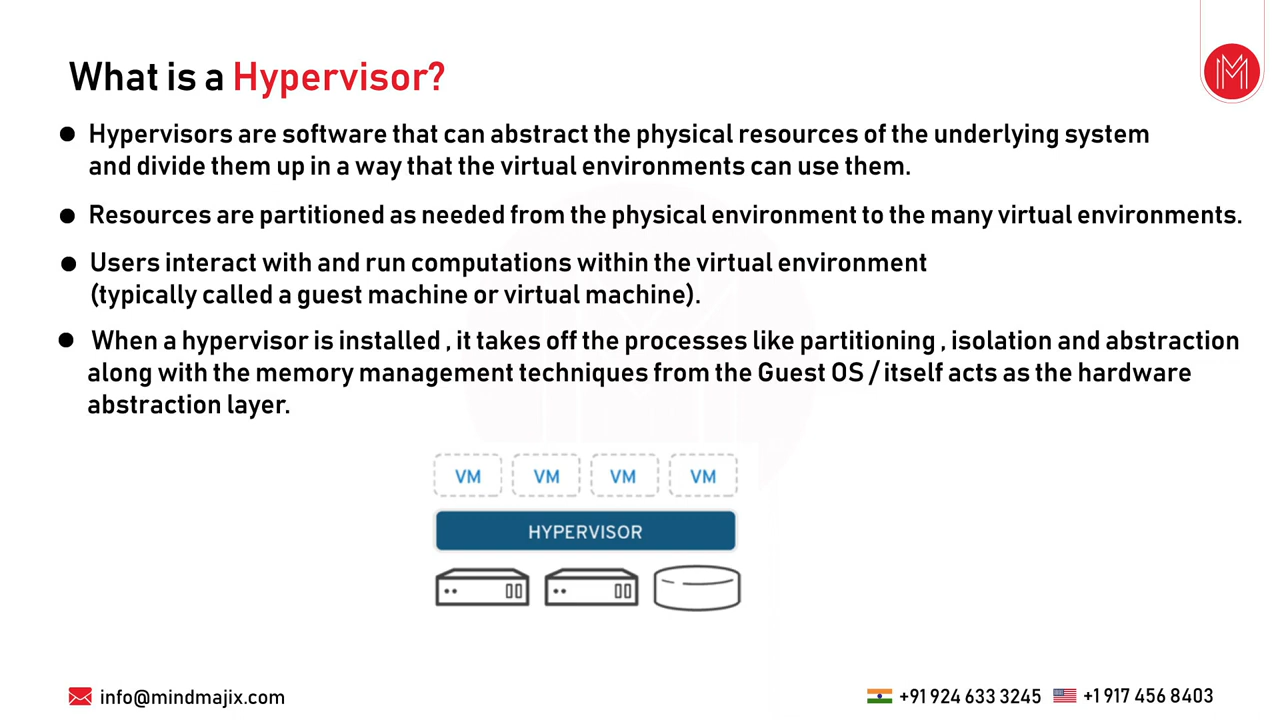 What is a Hypervisor?
● Hypervisors are software that can abstract the physical resources of the underlying system
and divide them up in a way that the virtual environments can use them.
● Resources are partitioned as needed from the physical environment to the many virtual environments.
● Users interact with and run computations within the virtual environment
(typically called a guest machine or virtual machine).
● When a hypervisor is installed , it takes off the processes like partitioning , isolation and abstraction
along with the memory management techniques from the Guest OS / itself acts as the hardware
abstraction layer.
VM VM VM VM
HYPERVISOR
info@mindmajix.com +91 924 633 3245 +1 917 456 8403